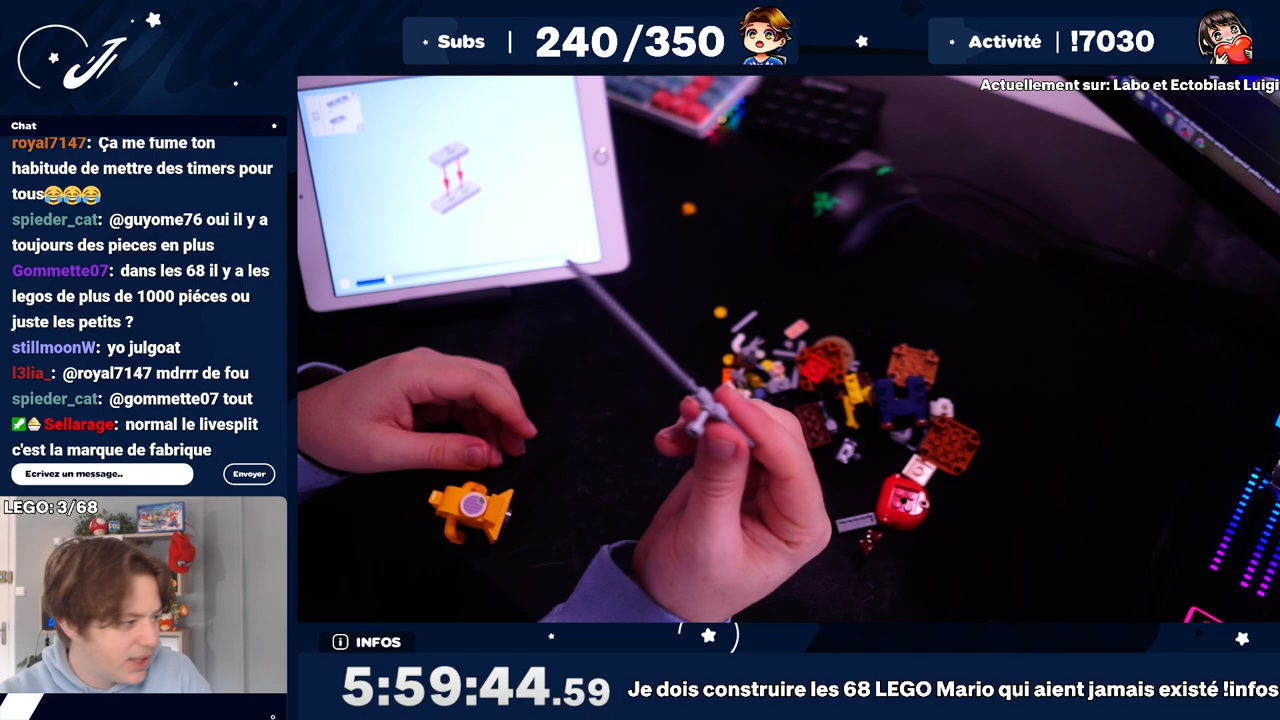 Subs | 240/350
Activité | !7030
Actuellement sur: Labo et Ectoblast Luigi
Chat
royal7147: Ça me fume ton
habitude de mettre des timers pour
tous😂😂😂
spieder_cat: @guyome76 oui il y a
toujours des pieces en plus
Gommette07: dans les 68 il y a les
legos de plus de 1000 piéces ou
juste les petits ?
stillmoonW: yo julgoat
l3lia_: @royal7147 mdrrr de fou
spieder_cat: @gommette07 tout
Sellarage: normal le livesplit
c'est la marque de fabrique
Ecrivez un message..
Envoyer
LEGO: 3/68
INFOS
5:59:44.59
Je dois construire les 68 LEGO Mario qui aient jamais existé !infos